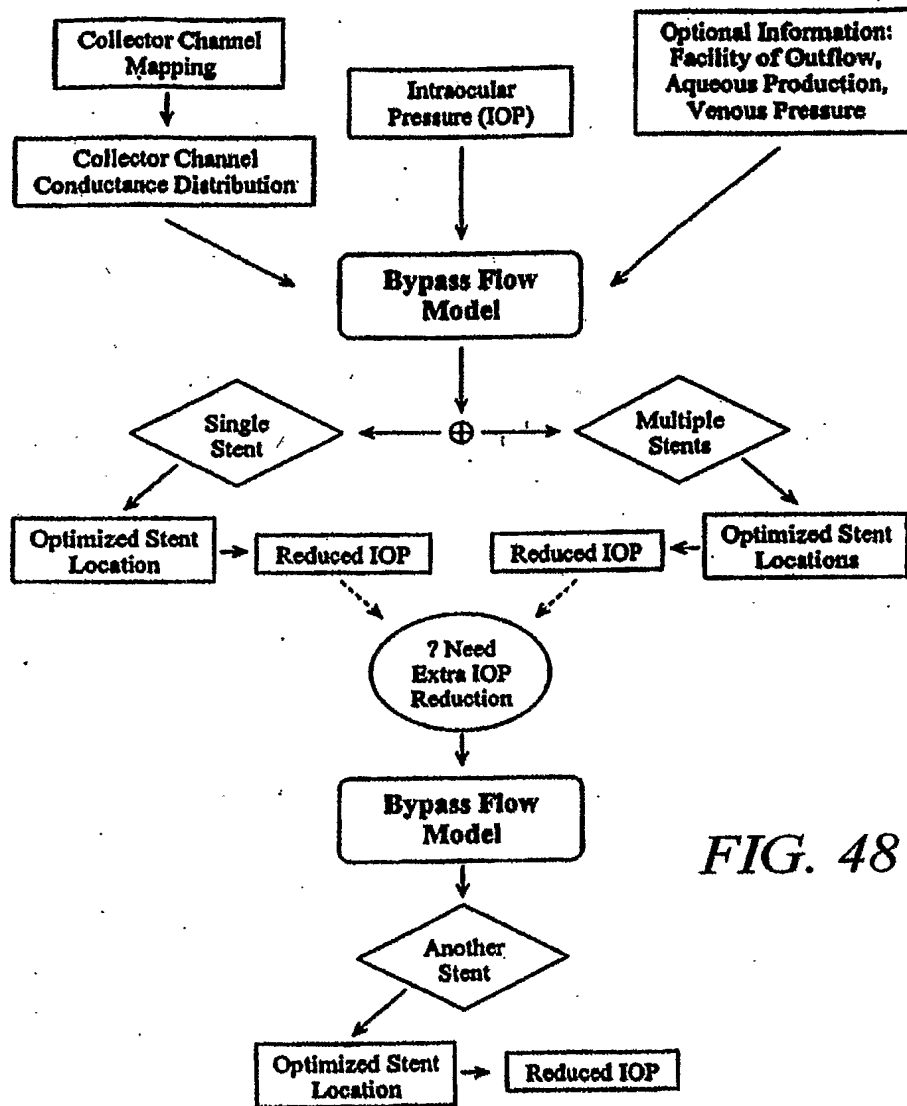 Collector Channel
Mapping
Intraocular
Pressure (IOP)
Optional Information:
Facility of Outflow,
Aqueous Production,
Venous Pressure
Collector Channel
Conductance Distribution
Bypass Flow
Model
Single
Stent
Multiple
Stents
Optimized Stent
Location
Reduced IOP
Reduced IOP
Optimized Stent
Locations
? Need
Extra IOP
Reduction
Bypass Flow
Model
FIG. 48
Another
Stent
Optimized Stent
Location
Reduced IOP